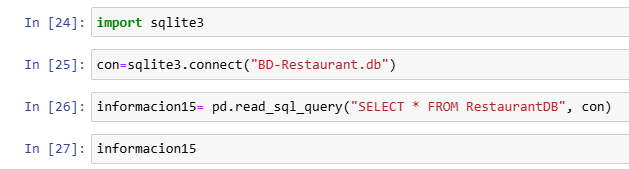 In [24]: import sqlite3
In [25]: con=sqlite3.connect("BD-Restaurant.db")
In [26]: informacion15= pd.read_sql_query("SELECT * FROM RestaurantDB", con)
In [27]: informacion15